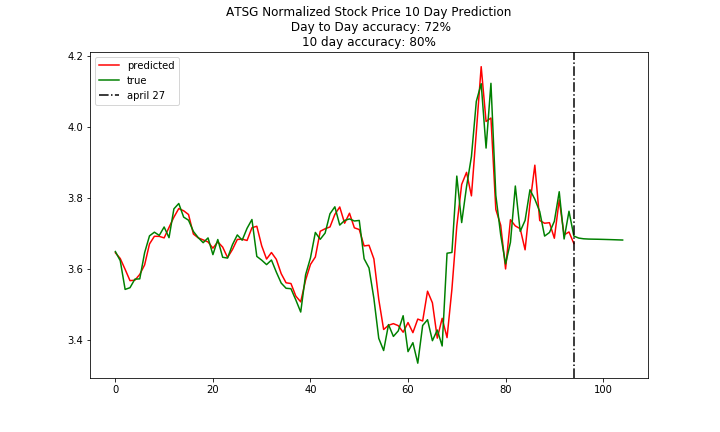 ATSG Normalized Stock Price 10 Day Prediction
Day to Day accuracy: 72%
10 day accuracy: 80%
predicted
true
april 27
4.2
4.0
3.8
3.6
3.4
0
20
40
60
80
100